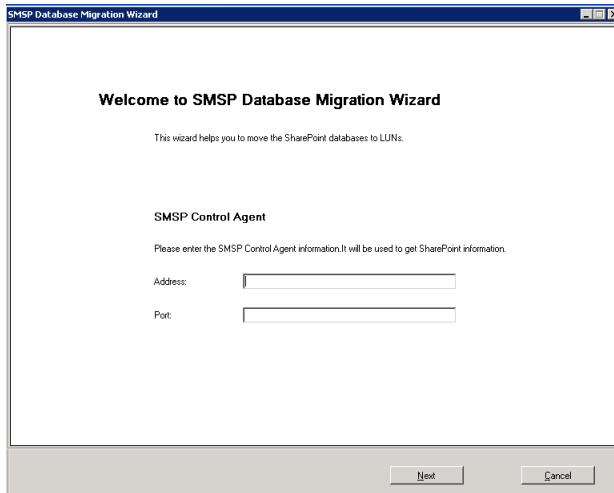 SMSP Database Migration Wizard
Welcome to SMSP Database Migration Wizard
This wizard helps you to move the SharePoint databases to LUNs.
SMSP Control Agent
Please enter the SMSP Control Agent information.It will be used to get SharePoint information.
Address:
Port:
Next
Cancel